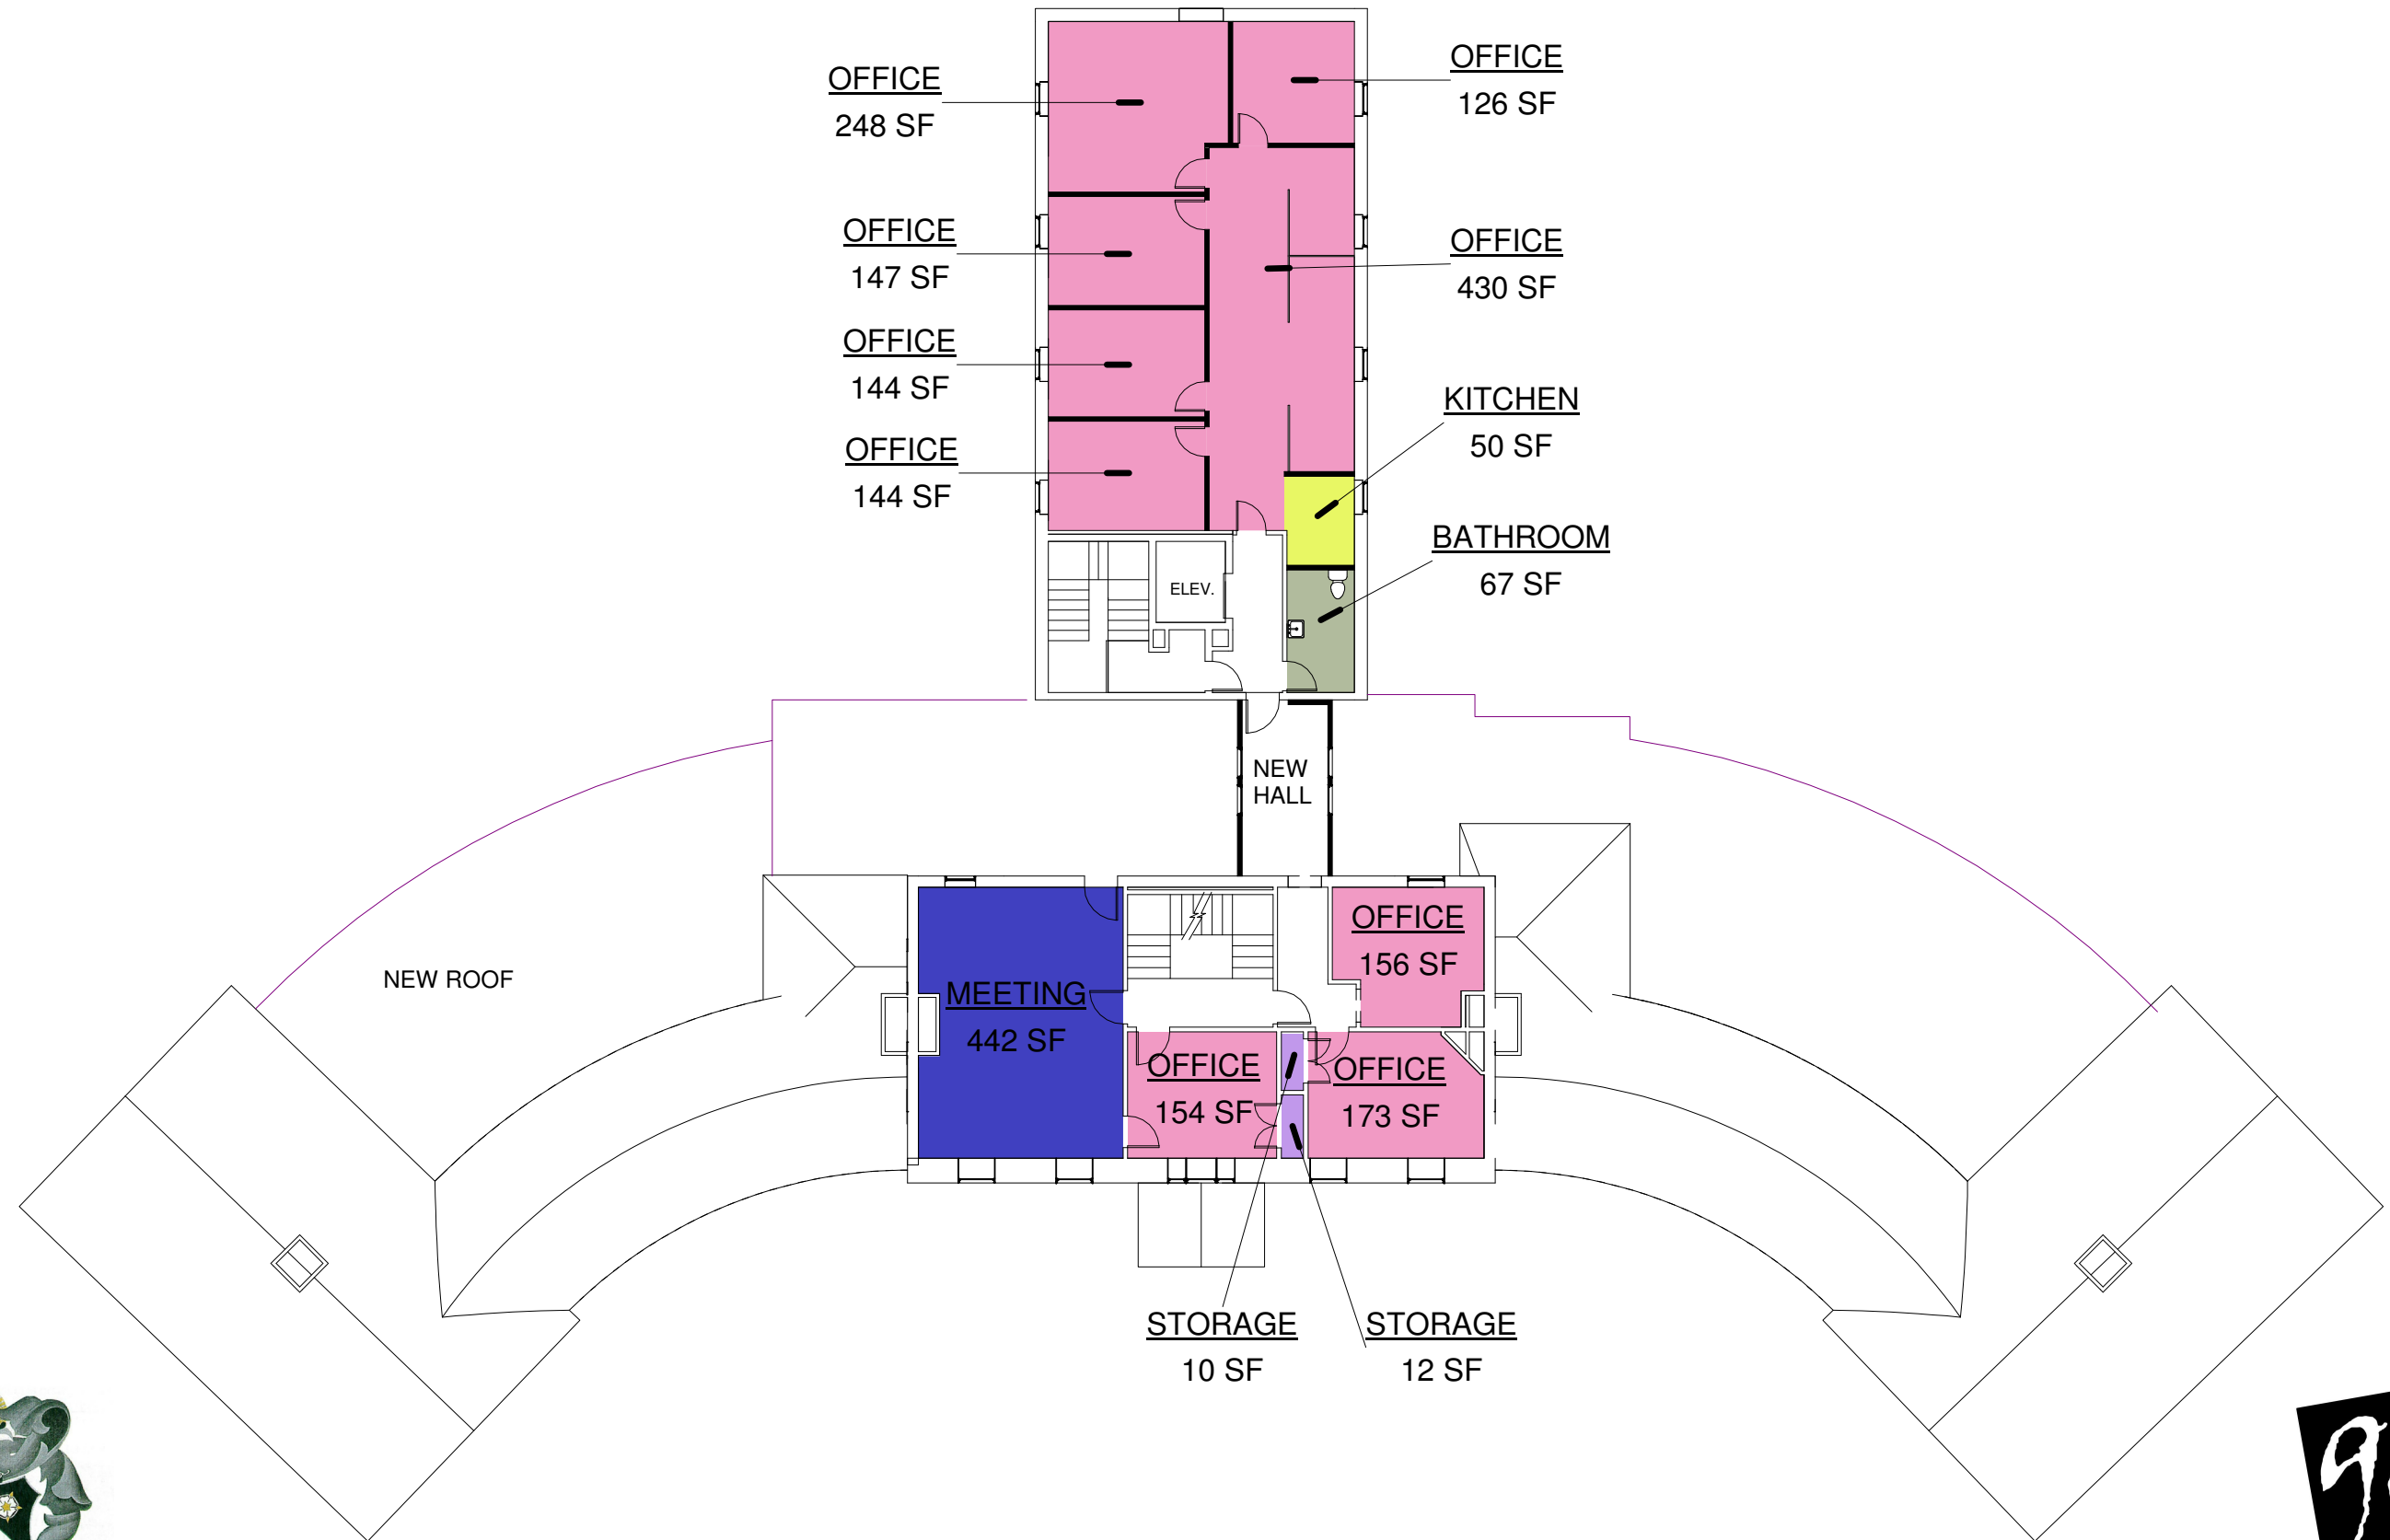 OFFICE
248 SF
OFFICE
126 SF
OFFICE
147 SF
OFFICE
430 SF
OFFICE
144 SF
KITCHEN
50 SF
OFFICE
144 SF
BATHROOM
67 SF
ELEV.
NEW
HALL
NEW ROOF
MEETING
442 SF
OFFICE
156 SF
OFFICE
154 SF
OFFICE
173 SF
STORAGE
10 SF
STORAGE
12 SF